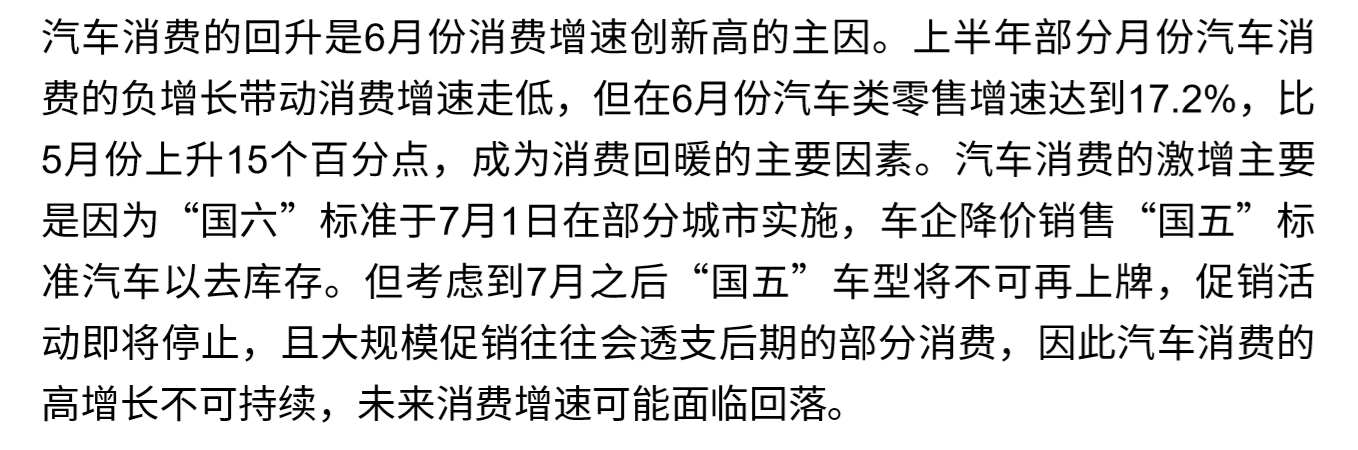 汽车消费的回升是6月份消费增速创新高的主因。上半年部分月份汽车消
费的负增长带动消费增速走低，但在6月份汽车类零售增速达到17.2%，比
5月份上升15个百分点，成为消费回暖的主要因素。汽车消费的激增主要
是因为“国六”标准于7月1日在部分城市实施，车企降价销售“国五”标
准汽车以去库存。但考虑到7月之后“国五”车型将不可再上牌，促销活
动即将停止，且大规模促销往往会透支后期的部分消费，因此汽车消费的
高增长不可持续，未来消费增速可能面临回落。